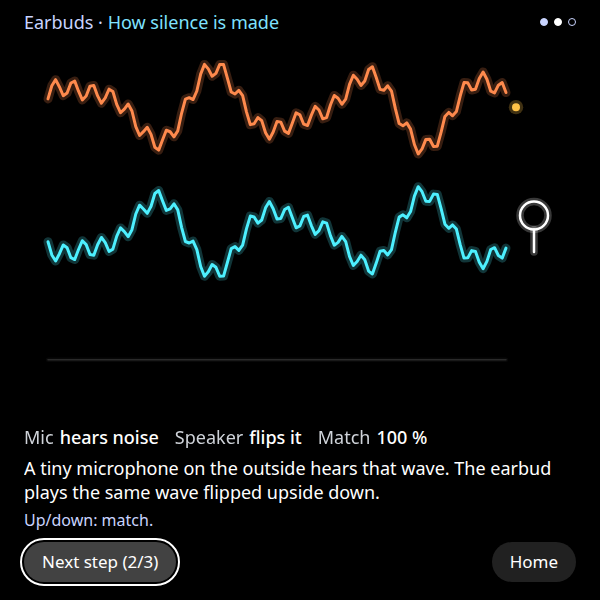 Earbuds · How silence is made
Mic hears noise Speaker flips it Match 100 %
A tiny microphone on the outside hears that wave. The earbud
plays the same wave flipped upside down.
Up/down: match.
Next step (2/3) Home